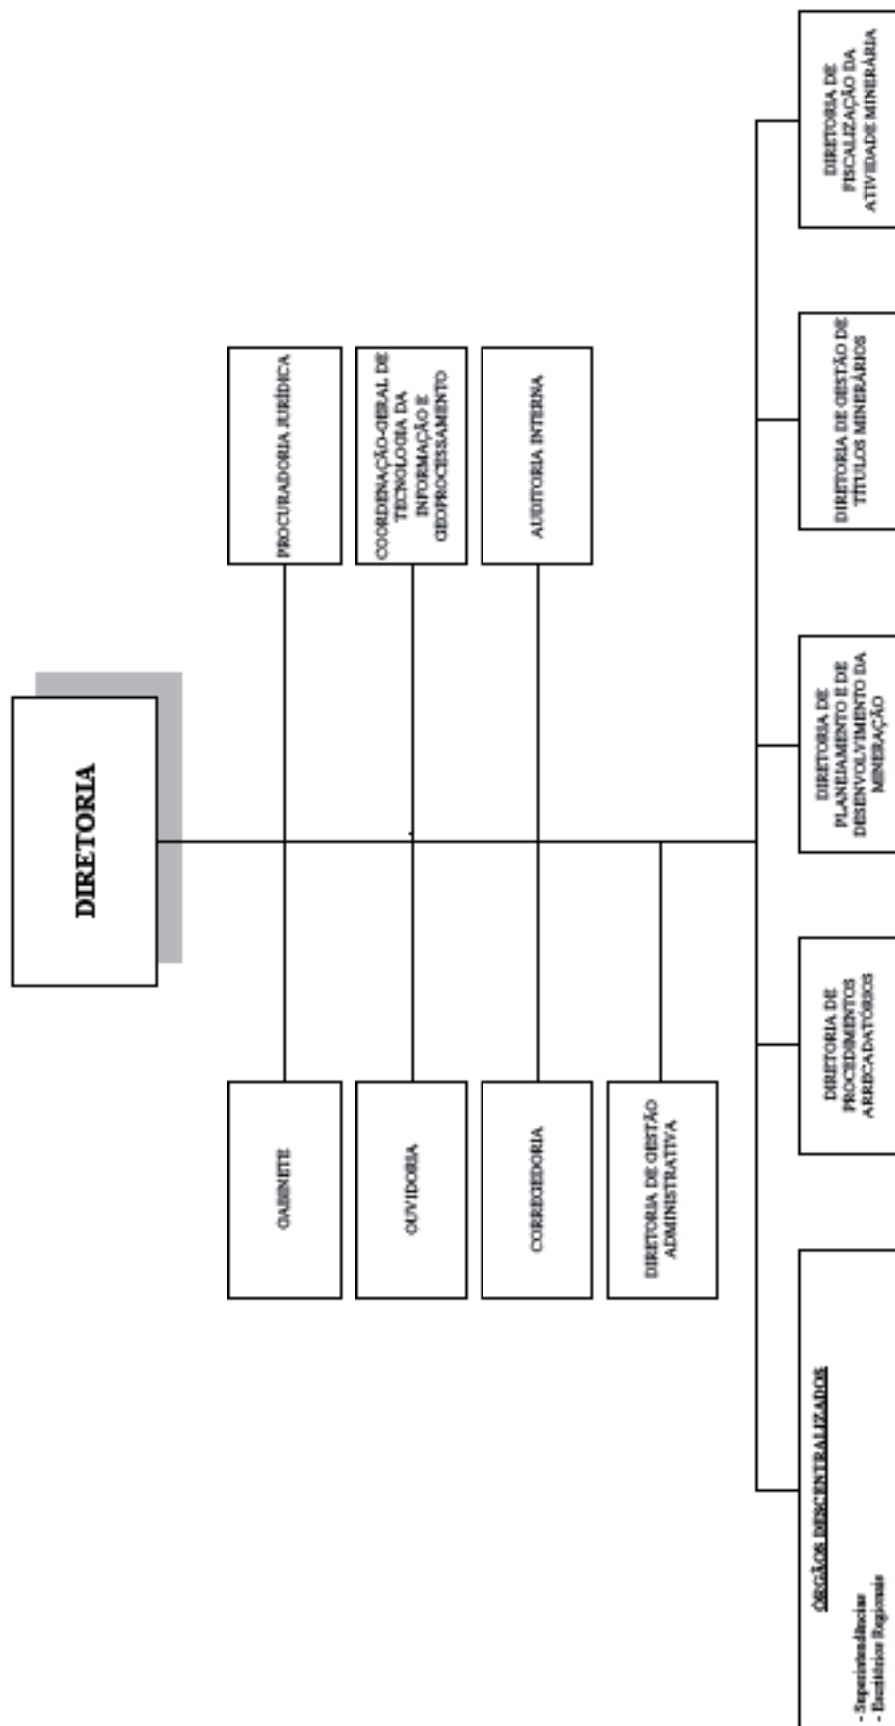 DIRETORIA
GABINETE
PROCURADORIA JURÍDICA
OUVIDORIA
COORDENAÇÃO-GERAL DE
TECNOLOGIA DA
INFORMAÇÃO E
GEOPROCESSAMENTO
CORREGEDORIA
AUDITORIA INTERNA
DIRETORIA DE GESTÃO
ADMINISTRATIVA
ÓRGÃOS DESCENTRALIZADOS
- Superintendências
- Escritórios Regionais
DIRETORIA DE
PROCEDIMENTOS
ARRECADATÓRIOS
DIRETORIA DE
PLANEJAMENTO E DE
DESENVOLVIMENTO DA
MINERAÇÃO
DIRETORIA DE GESTÃO DE
TÍTULOS MINERÁRIOS
DIRETORIA DE
FISCALIZAÇÃO DA
ATIVIDADE MINERÁRIA